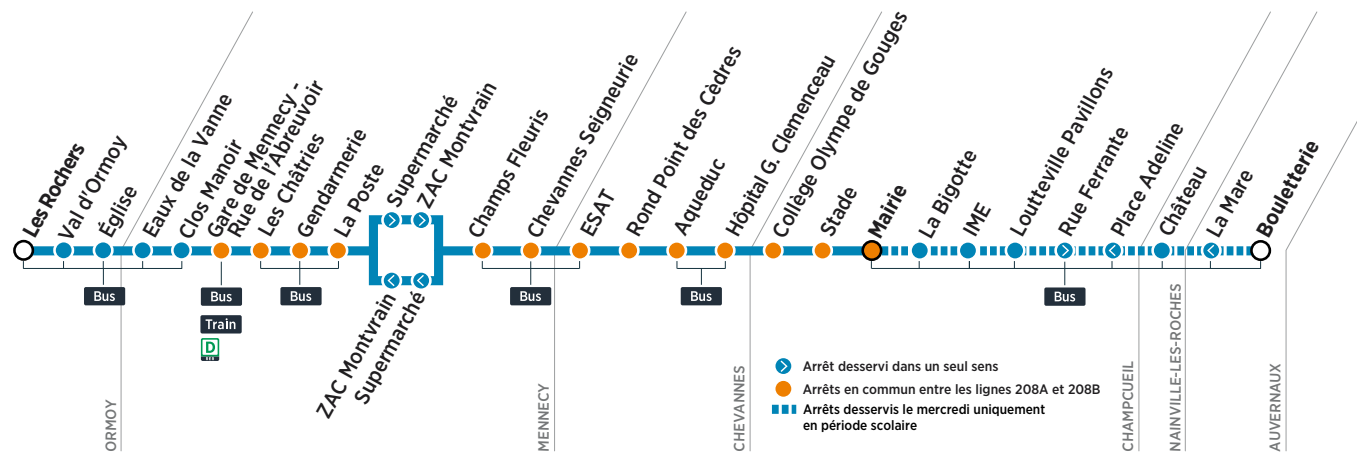 Les Rochers
Val d'Ormoy
Église
Eaux de la Vanne
Clos Manoir
Gare de Mennecy -
Rue de l'Abreuvoir
Les Châtries
Gendarmerie
La Poste
Supermarché
ZAC Montvrain
ZAC Montvrain
Supermarché
Champs Fleuris
Chevannes Seigneurie
ESAT
Rond Point des Cèdres
Aqueduc
Hôpital G. Clemenceau
Collège Olympe de Gouges
Stade
Mairie
La Bigotte
IME
Loutteville Pavillons
Rue Ferrante
Place Adeline
Château
La Mare
Bouletterie
Bus
Bus
Train
D
RER
Bus
Bus
Bus
Bus
ORMOY
MENNECY
CHEVANNES
CHAMPCUEIL
NAINVILLE-LES-ROCHES
AUVERNAUX
Arrêt desservi dans un seul sens
Arrêts en commun entre les lignes 208A et 208B
Arrêts desservis le mercredi uniquement
en période scolaire